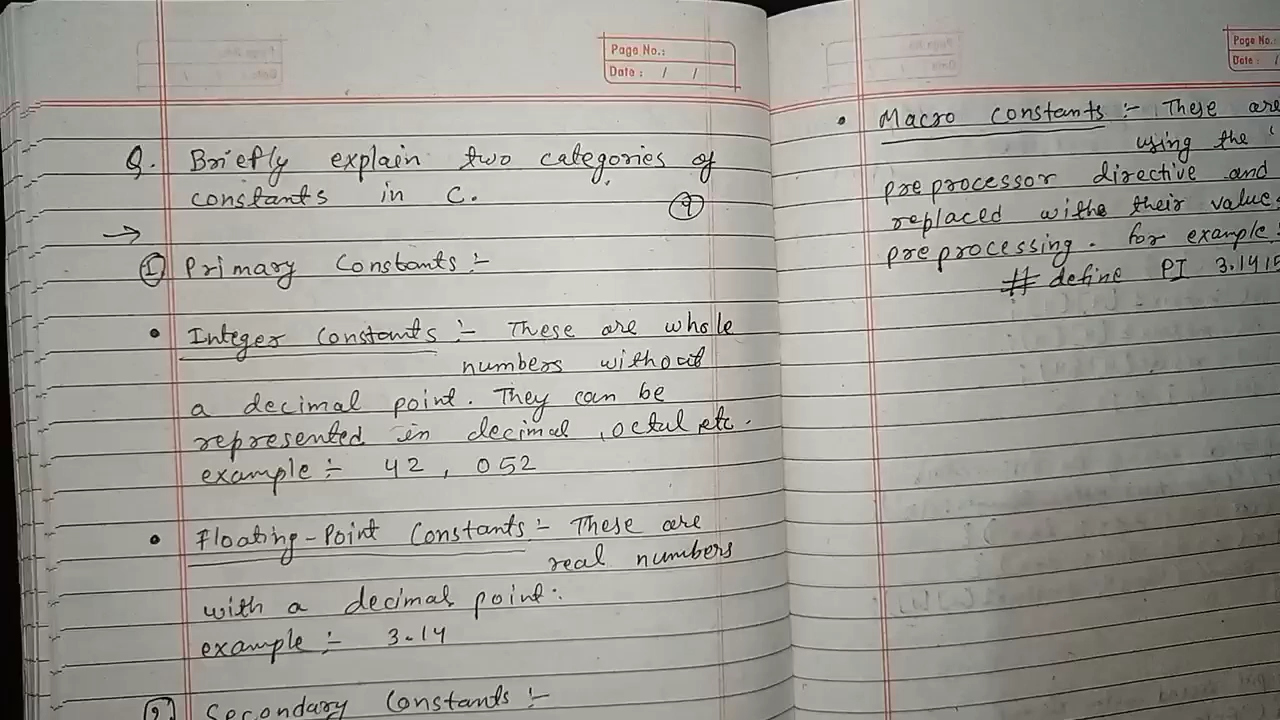 Page No.:
Date: / /
Q. Briefly explain two categories of
constants in C.
7
→
① Primary Constants :-
• Integer Constants :- These are whole
numbers without
a decimal point. They can be
represented in decimal, octal etc.
example :- 42, 052
• Floating-Point Constants :- These are
real numbers
with a decimal point.
example :- 3.14
② Secondary Constants :-
Page No.:
Date: /
• Macro constants :- These are
using the "
preprocessor directive and
replaced withe their value
preprocessing. for example :
# define PI 3.1415